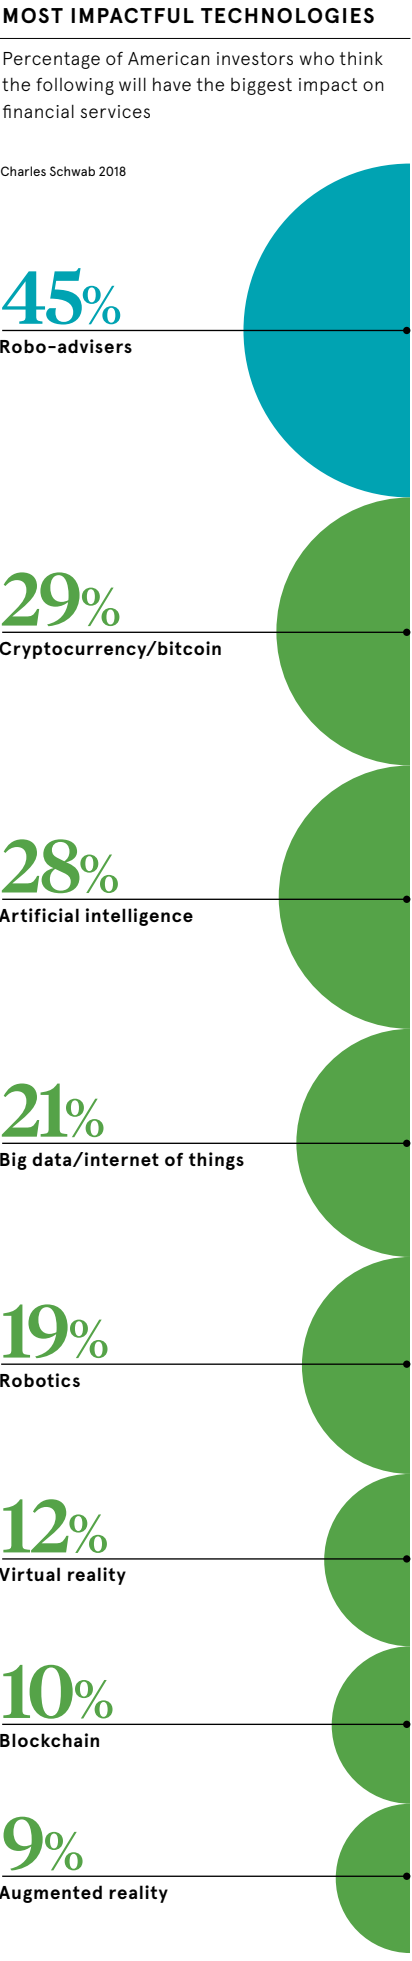 MOST IMPACTFUL TECHNOLOGIES
Percentage of American investors who think
the following will have the biggest impact on
financial services
Charles Schwab 2018
45%
Robo-advisers
29%
Cryptocurrency/bitcoin
28%
Artificial intelligence
21%
Big data/internet of things
19%
Robotics
12%
Virtual reality
10%
Blockchain
9%
Augmented reality